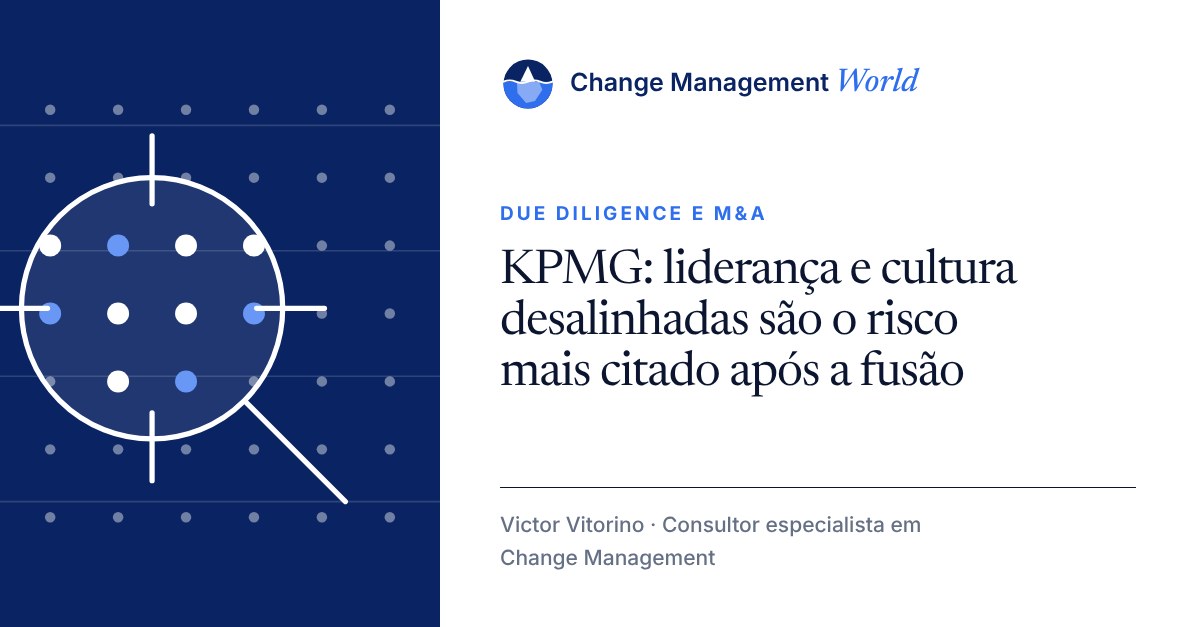 Change Management World
DUE DILIGENCE E M&A
KPMG: liderança e cultura
desalinhadas são o risco
mais citado após a fusão
Victor Vitorino · Consultor especialista em
Change Management